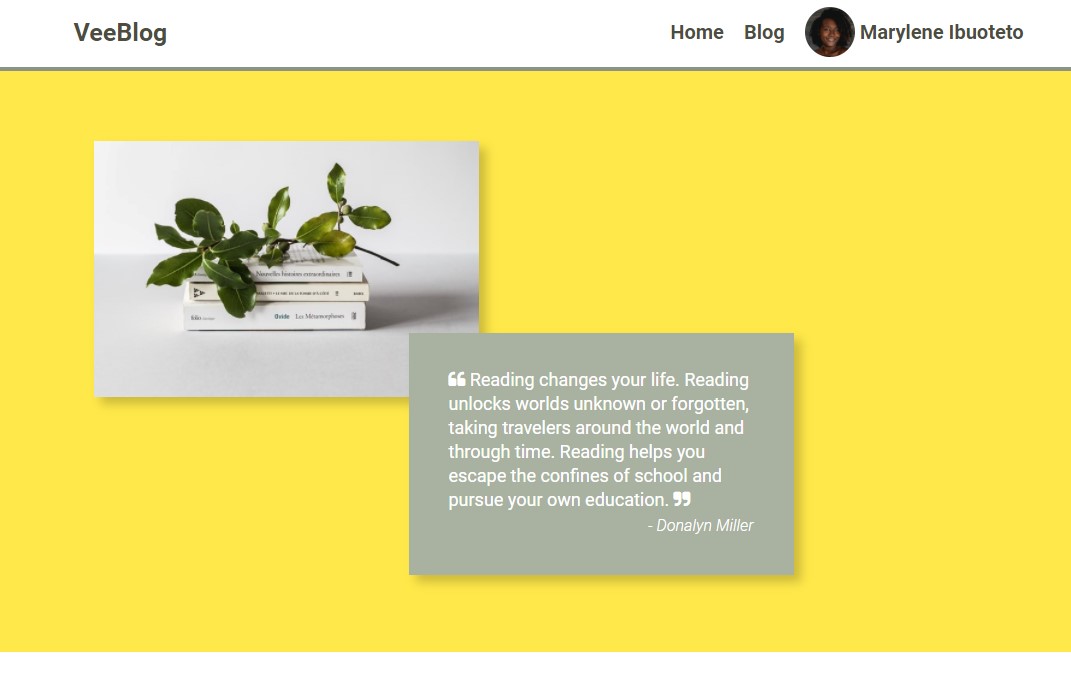 VeeBlog
Home Blog Marylene Ibuoteto
Nouvelles histoires extraordinaires
folio
Guide Les Métamorphoses
❝ Reading changes your life. Reading
unlocks worlds unknown or forgotten,
taking travelers around the world and
through time. Reading helps you
escape the confines of school and
pursue your own education. ❞
- Donalyn Miller